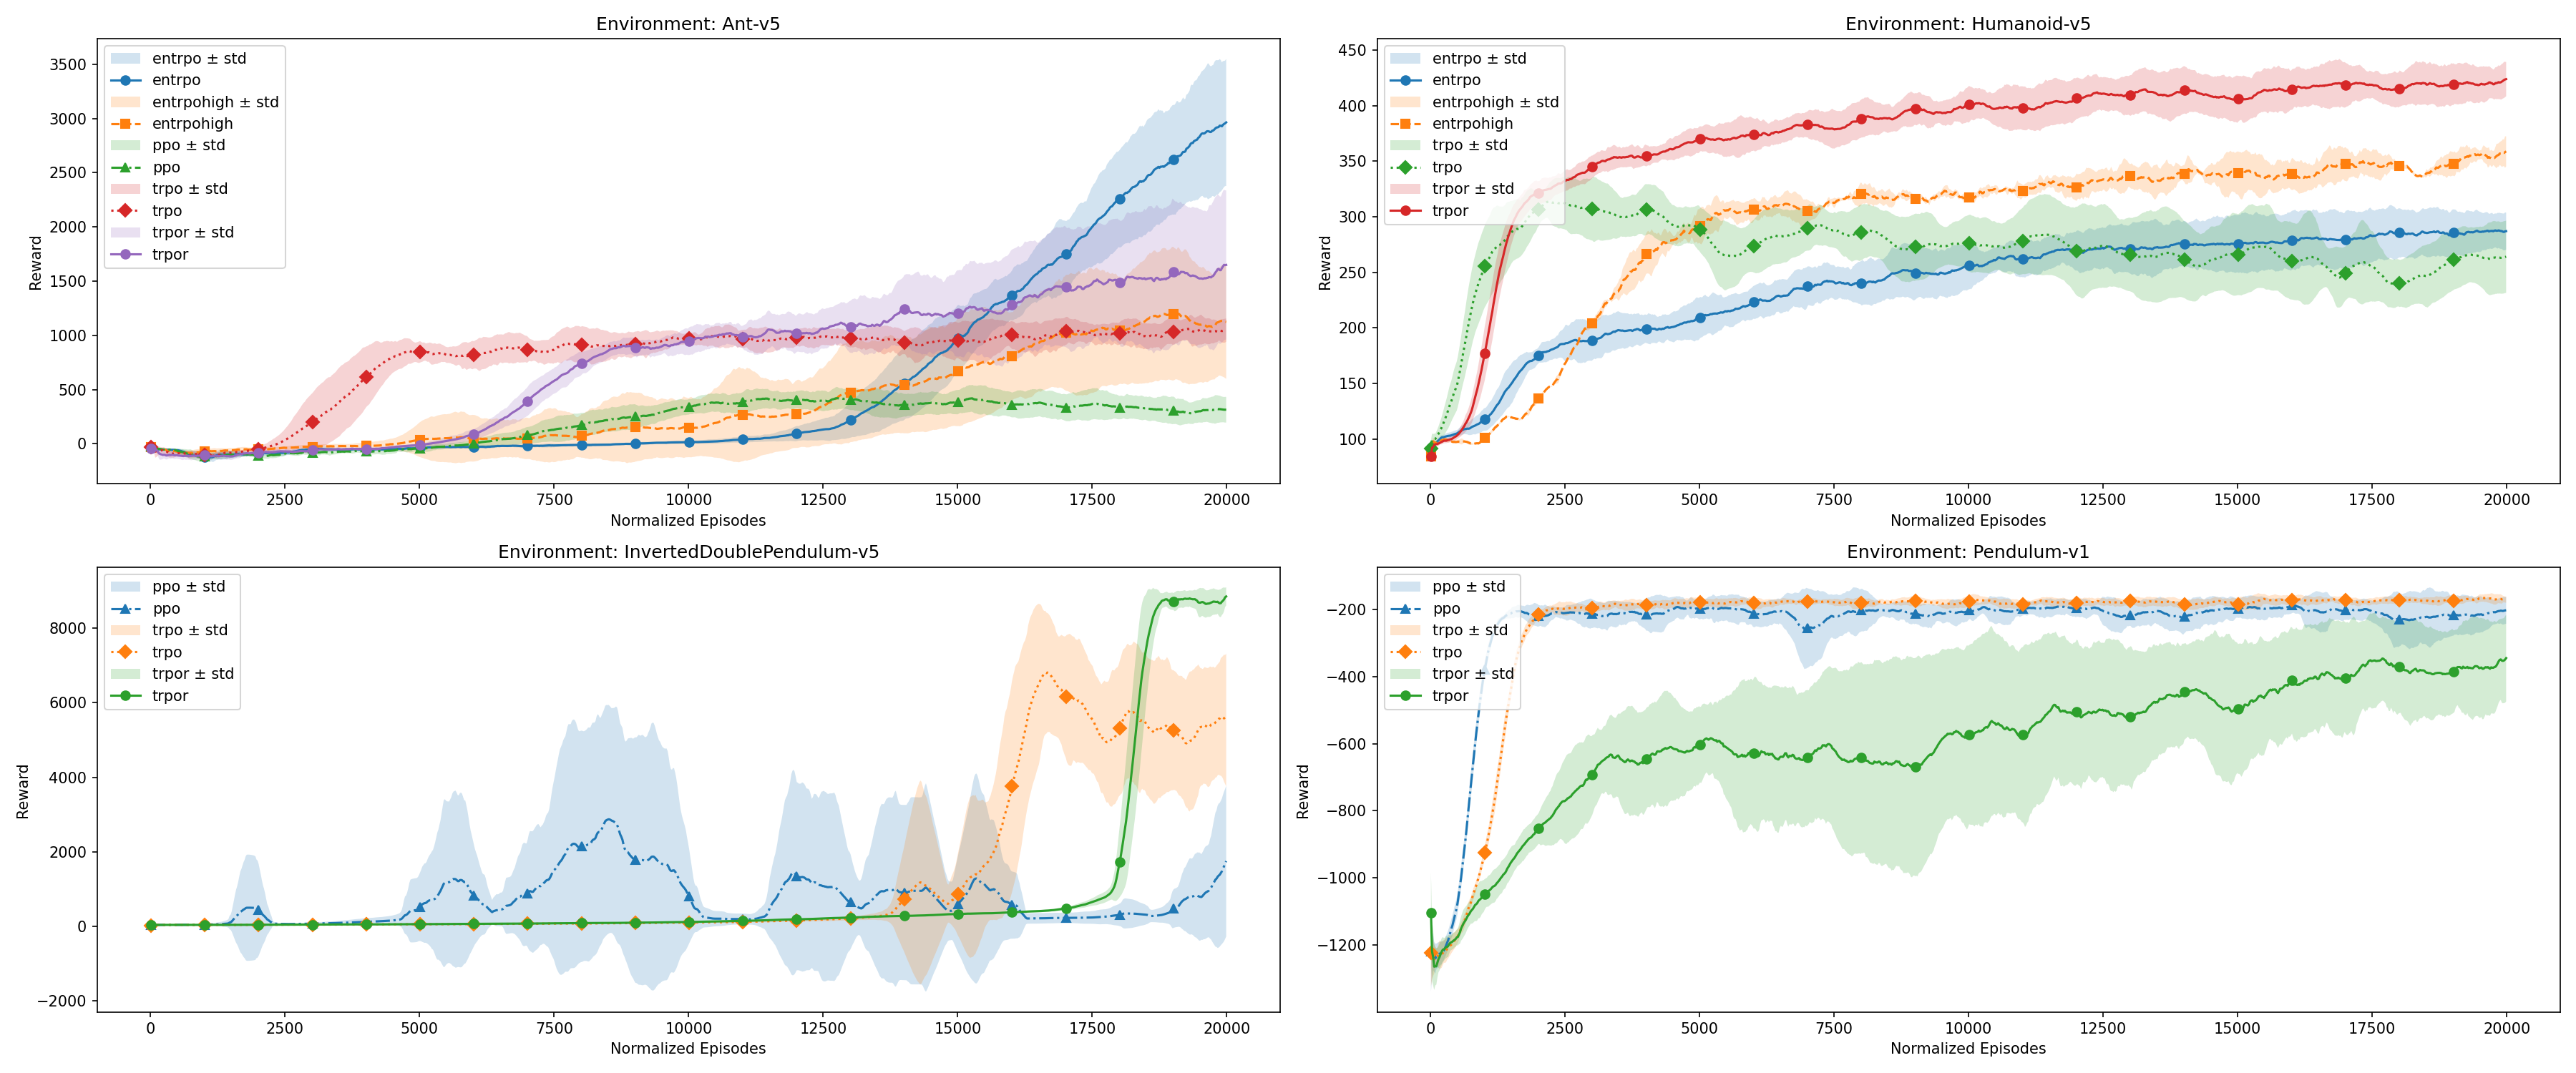 Environment: Ant-v5
3500
3000
2500
2000
1500
1000
500
0
Reward
entrpo ± std
entrpo
entrpohigh ± std
entrpohigh
ppo ± std
ppo
trpo ± std
trpo
trpor ± std
trpor
0 2500 5000 7500 10000 12500 15000 17500 20000
Normalized Episodes
Environment: Humanoid-v5
450
400
350
300
250
200
150
100
Reward
entrpo ± std
entrpo
entrpohigh ± std
entrpohigh
trpo ± std
trpo
trpor ± std
trpor
0 2500 5000 7500 10000 12500 15000 17500 20000
Normalized Episodes
Environment: InvertedDoublePendulum-v5
8000
6000
4000
2000
0
−2000
Reward
ppo ± std
ppo
trpo ± std
trpo
trpor ± std
trpor
0 2500 5000 7500 10000 12500 15000 17500 20000
Normalized Episodes
Environment: Pendulum-v1
−200
−400
−600
−800
−1000
−1200
Reward
ppo ± std
ppo
trpo ± std
trpo
trpor ± std
trpor
0 2500 5000 7500 10000 12500 15000 17500 20000
Normalized Episodes